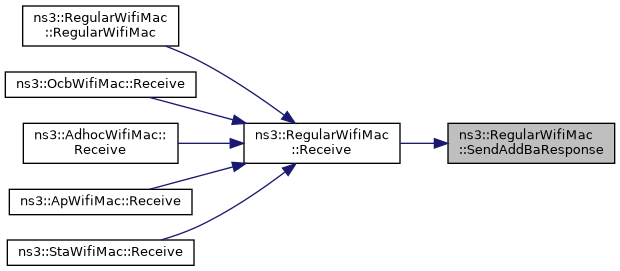 ns3::RegularWifiMac
::RegularWifiMac
ns3::OcbWifiMac::Receive
ns3::AdhocWifiMac::
Receive
ns3::ApWifiMac::Receive
ns3::StaWifiMac::Receive
ns3::RegularWifiMac
::Receive
ns3::RegularWifiMac
::SendAddBaResponse